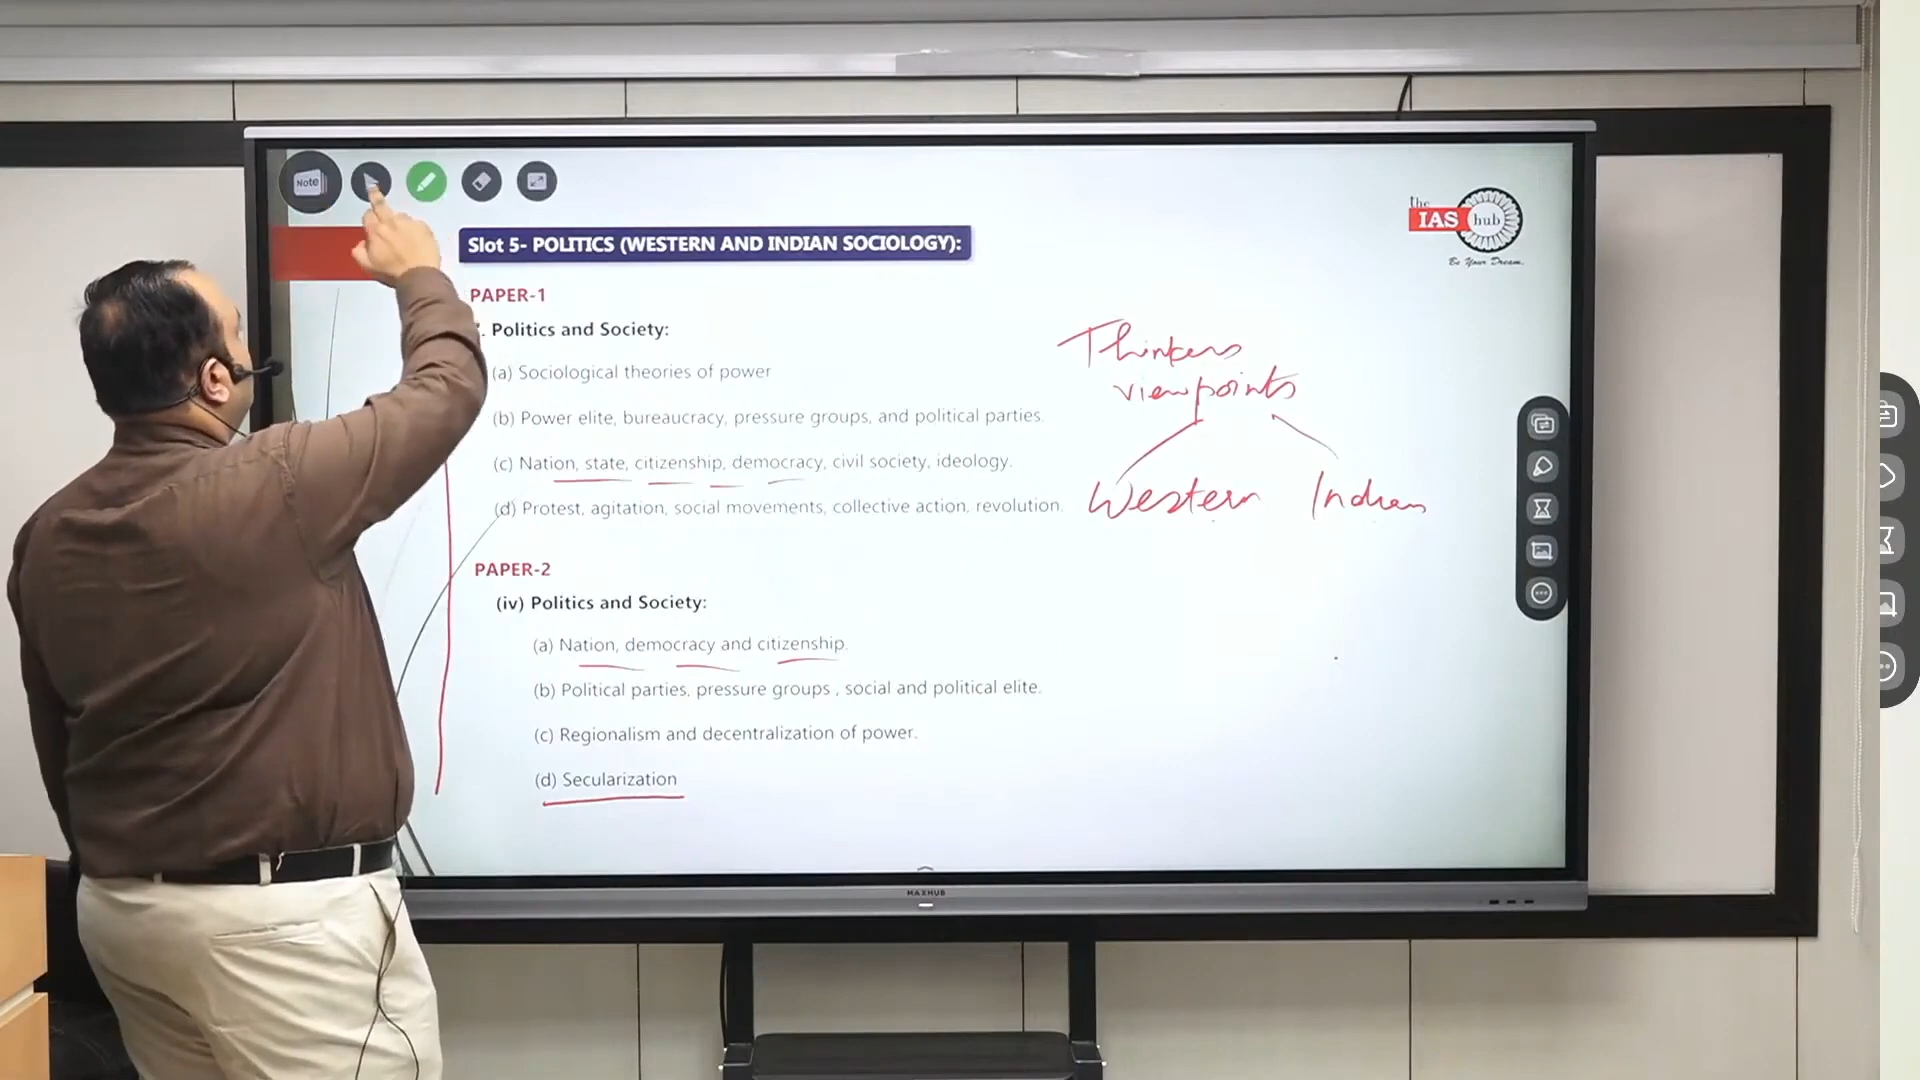 Note
the
IAS hub
Be Your Dream.
Slot 5- POLITICS (WESTERN AND INDIAN SOCIOLOGY):
PAPER-1
. Politics and Society:
(a) Sociological theories of power
(b) Power elite, bureaucracy, pressure groups, and political parties.
(c) Nation, state, citizenship, democracy, civil society, ideology.
(d) Protest, agitation, social movements, collective action, revolution.
Thinkers
viewpoints
Western Indian
PAPER-2
(iv) Politics and Society:
(a) Nation, democracy and citizenship.
(b) Political parties, pressure groups , social and political elite.
(c) Regionalism and decentralization of power.
(d) Secularization
MAXHUB